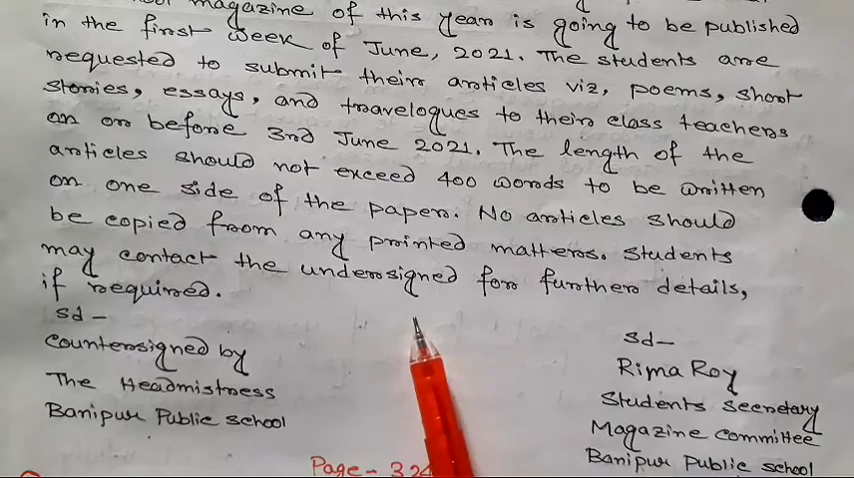 magazine of this year is going to be published
in the first week of June, 2021. The students are
requested to submit their articles viz, poems, short
stories, essays, and traveloques to their class teachers
on or before 3rd June 2021. The length of the
articles should not exceed 400 words to be written
on one side of the paper. No articles should
be copied from any printed matters. Students
may contact the undersigned for further details,
if required.
sd-
Countersigned by
The Headmistress
Banipur Public school
sd-
Rima Roy
Students secretary
Magazine committee
Banipur Public school
Page-324